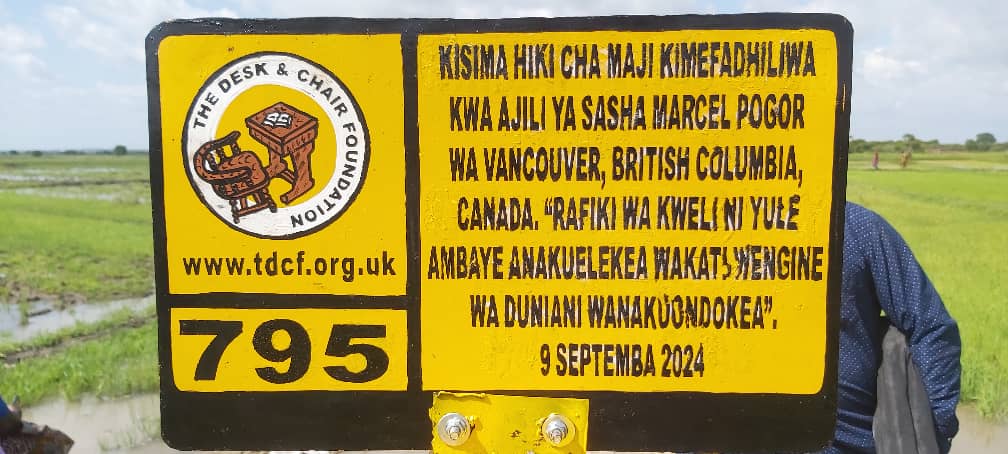 THE DESK & CHAIR FOUNDATION
www.tdcf.org.uk
795
KISIMA HIKI CHA MAJI KIMEFADHILIWA
KWA AJILI YA SASHA MARCEL POGOR
WA VANCOUVER, BRITISH COLUMBIA,
CANADA. "RAFIKI WA KWELI NI YULE
AMBAYE ANAKUELEKEA WAKATI WENGINE
WA DUNIANI WANAKUONDOKEA".
9 SEPTEMBA 2024